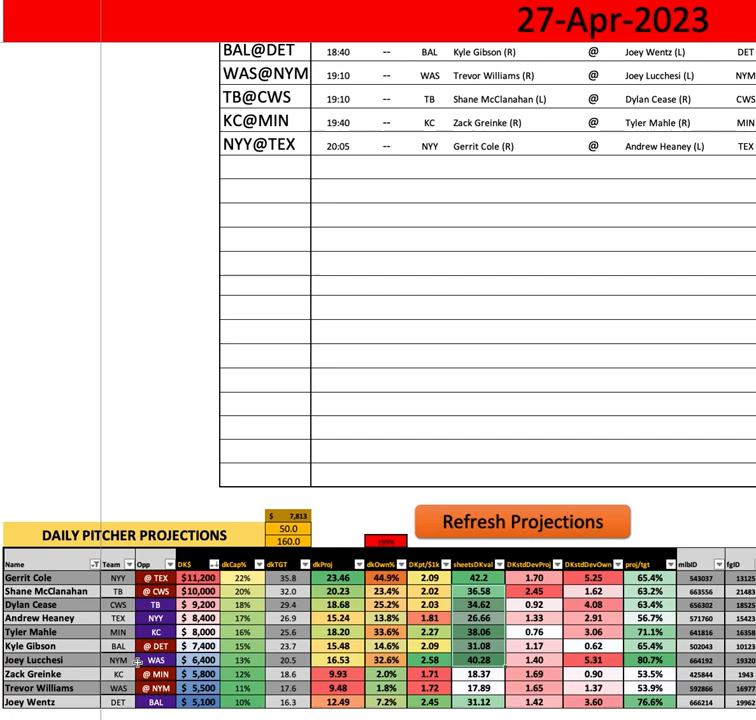 27-Apr-2023
BAL@DET 18:40 -- BAL Kyle Gibson (R) @ Joey Wentz (L) DET
WAS@NYM 19:10 -- WAS Trevor Williams (R) @ Joey Lucchesi (L) NYM
TB@CWS 19:10 -- TB Shane McClanahan (L) @ Dylan Cease (R) CWS
KC@MIN 19:40 -- KC Zack Greinke (R) @ Tyler Mahle (R) MIN
NYY@TEX 20:05 -- NYY Gerrit Cole (R) @ Andrew Heaney (L) TEX
$ 7,813
Refresh Projections
DAILY PITCHER PROJECTIONS 50.0
160.0
Name Team Opp DK$ dkCap% dkTGT dkProj dkOwn% DKpt/$1k sheetsDKval DKstdDevProj DKstdDevOwn proj/tgt mlbID fgID
Gerrit Cole NYY @ TEX $11,200 22% 35.8 23.46 44.9% 2.09 42.2 1.70 5.25 65.4% 543037 13125
Shane McClanahan TB @ CWS $10,000 20% 32.0 20.23 23.4% 2.02 36.58 2.45 1.62 63.2% 663556 21483
Dylan Cease CWS TB $ 9,200 18% 29.4 18.68 25.2% 2.03 34.62 0.92 4.08 63.4% 656302 18525
Andrew Heaney TEX NYY $ 8,400 17% 26.9 15.24 13.8% 1.81 26.66 1.33 2.91 56.7% 571760 15423
Tyler Mahle MIN KC $ 8,000 16% 25.6 18.20 33.6% 2.27 38.06 0.76 3.06 71.1% 641816 16358
Kyle Gibson BAL @ DET $ 7,400 15% 23.7 15.48 14.6% 2.09 31.08 1.17 0.62 65.4% 502043 10123
Joey Lucchesi NYM WAS $ 6,400 13% 20.5 16.53 32.6% 2.58 40.28 1.40 5.31 80.7% 664192 19320
Zack Greinke KC @ MIN $ 5,800 12% 18.6 9.93 2.0% 1.71 18.37 0.50 0.90 53.5% 425844 1943
Trevor Williams WAS @ NYM $ 5,500 11% 17.6 9.48 1.8% 1.72 17.89 1.65 1.37 53.9% 592866 16977
Joey Wentz DET BAL $ 5,100 10% 16.3 12.49 7.2% 2.45 31.12 1.42 3.60 76.6% 666214 19992